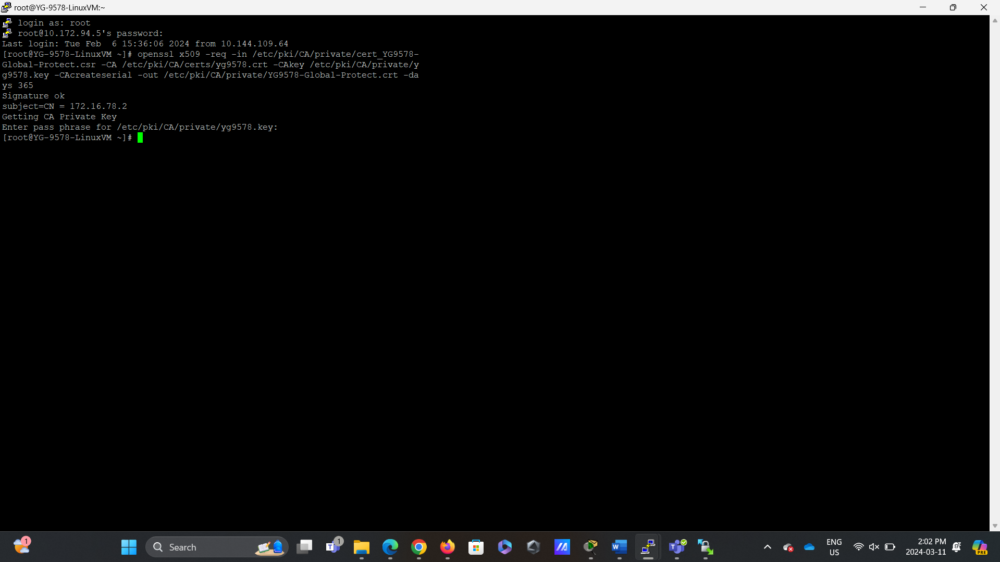 root@YG-9578-LinuxVM:~
login as: root
root@10.172.94.5's password:
Last login: Tue Feb  6 15:36:06 2024 from 10.144.109.64
[root@YG-9578-LinuxVM ~]# openssl x509 -req -in /etc/pki/CA/private/cert_YG9578-
Global-Protect.csr -CA /etc/pki/CA/certs/yg9578.crt -CAkey /etc/pki/CA/private/y
g9578.key -CAcreateserial -out /etc/pki/CA/private/YG9578-Global-Protect.crt -da
ys 365
Signature ok
subject=CN = 172.16.78.2
Getting CA Private Key
Enter pass phrase for /etc/pki/CA/private/yg9578.key:
[root@YG-9578-LinuxVM ~]#
1
Search
1
ENG
US
2:02 PM
2024-03-11
PRE